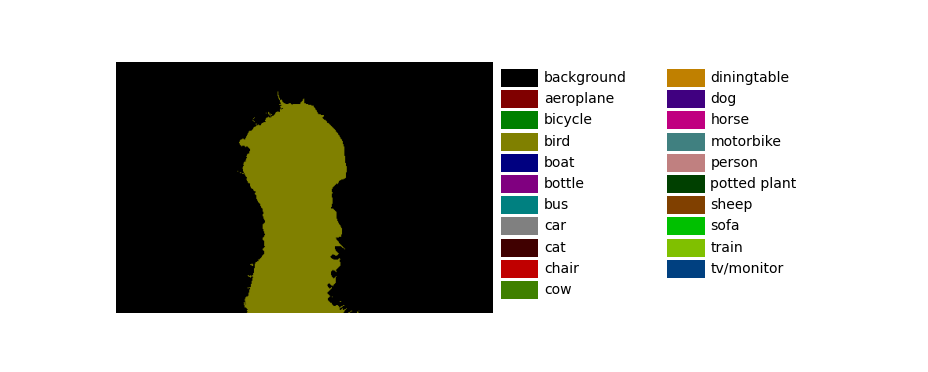 background
aeroplane
bicycle
bird
boat
bottle
bus
car
cat
chair
cow
diningtable
dog
horse
motorbike
person
potted plant
sheep
sofa
train
tv/monitor